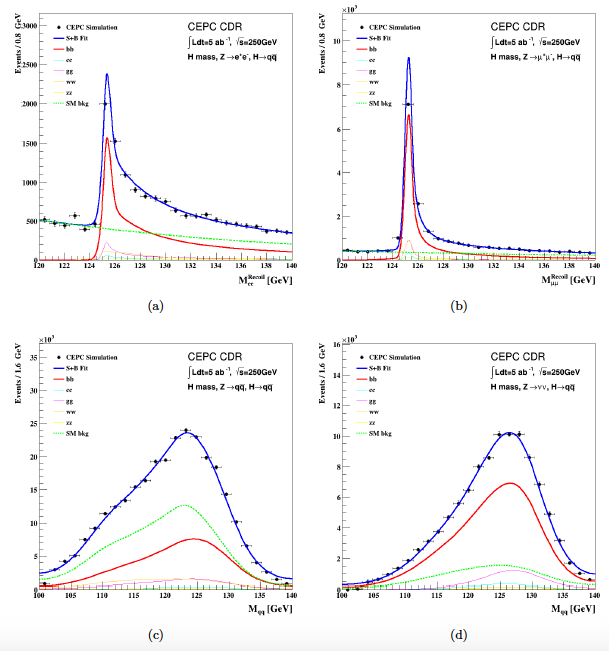 Events / 0.8 GeV
3000
2500
2000
1500
1000
500
0
CEPC Simulation
S+B Fit
bb
cc
gg
ww
zz
SM bkg
CEPC CDR
∫Ldt=5 ab⁻¹, √s=250GeV
H mass, Z→e⁺e⁻, H→qq̄
120 122 124 126 128 130 132 134 136 138 140
M_ee^Recoil [GeV]
(a)
×10³
Events / 0.8 GeV
10
8
6
4
2
0
CEPC Simulation
S+B Fit
bb
cc
gg
ww
zz
SM bkg
CEPC CDR
∫Ldt=5 ab⁻¹, √s=250GeV
H mass, Z→μ⁺μ⁻, H→qq̄
120 122 124 126 128 130 132 134 136 138 140
M_μμ^Recoil [GeV]
(b)
×10³
Events / 1.6 GeV
35
30
25
20
15
10
5
0
CEPC Simulation
S+B Fit
bb
cc
gg
ww
zz
SM bkg
CEPC CDR
∫Ldt=5 ab⁻¹, √s=250GeV
H mass, Z→qq̄, H→qq̄
100 105 110 115 120 125 130 135 140
M_qq [GeV]
(c)
×10³
Events / 1.6 GeV
16
14
12
10
8
6
4
2
0
CEPC Simulation
S+B Fit
bb
cc
gg
ww
zz
SM bkg
CEPC CDR
∫Ldt=5 ab⁻¹, √s=250GeV
H mass, Z→νν, H→qq̄
100 105 110 115 120 125 130 135 140
M_qq [GeV]
(d)